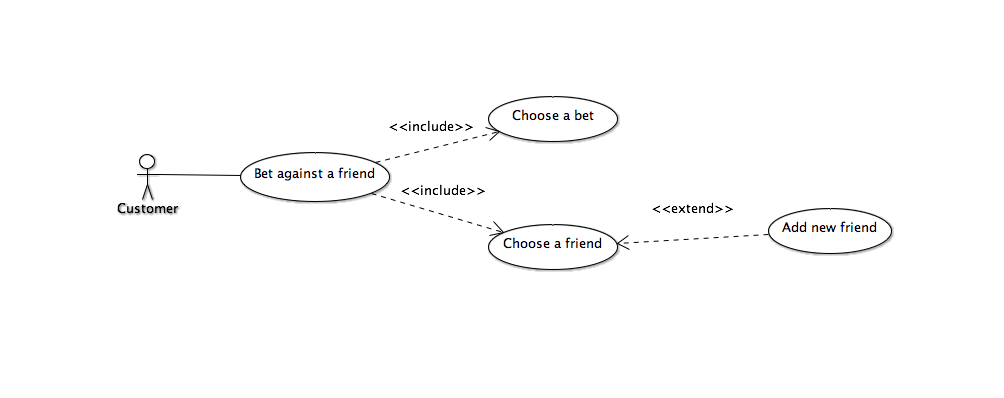 Choose a bet
<<include>>
Bet against a friend
<<include>>
Customer
<<extend>>
Add new friend
Choose a friend